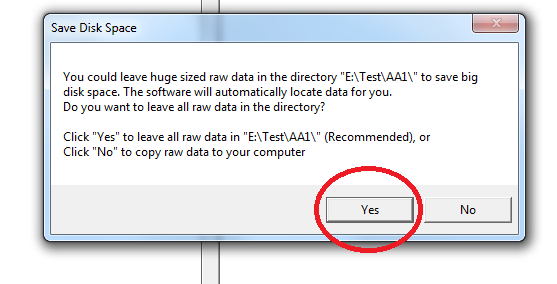 Save Disk Space
You could leave huge sized raw data in the directory "E:\Test\AA1\" to save big
disk space. The software will automatically locate data for you.
Do you want to leave all raw data in the directory?
Click "Yes" to leave all raw data in "E:\Test\AA1\" (Recommended), or
Click "No" to copy raw data to your computer
Yes
No